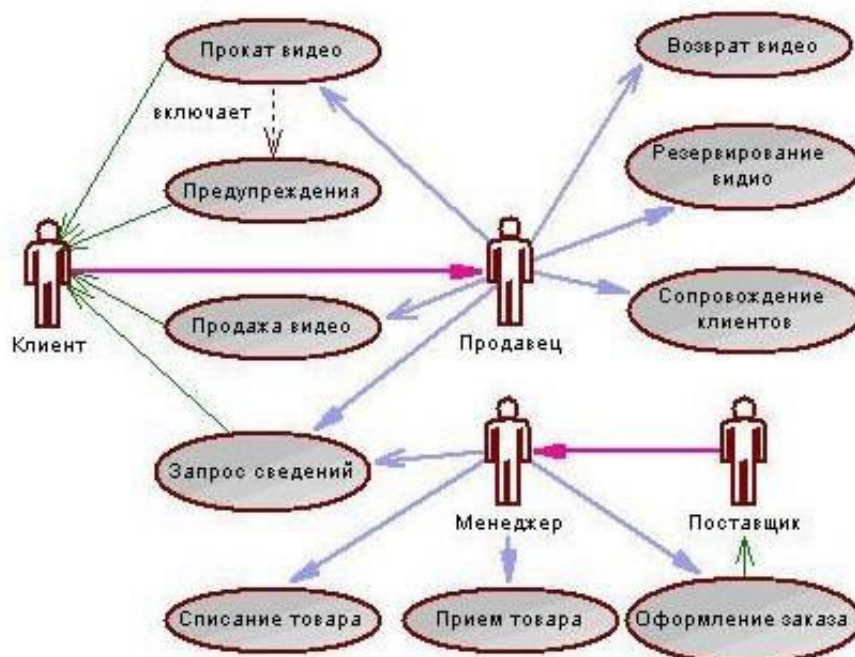 Прокат видео
Возврат видео
включает
Резервирование
видио
Предупреждения
Клиент
Продажа видео
Продавец
Сопровождение
клиентов
Запрос сведений
Менеджер
Поставщик
Списание товара
Прием товара
Оформление заказа